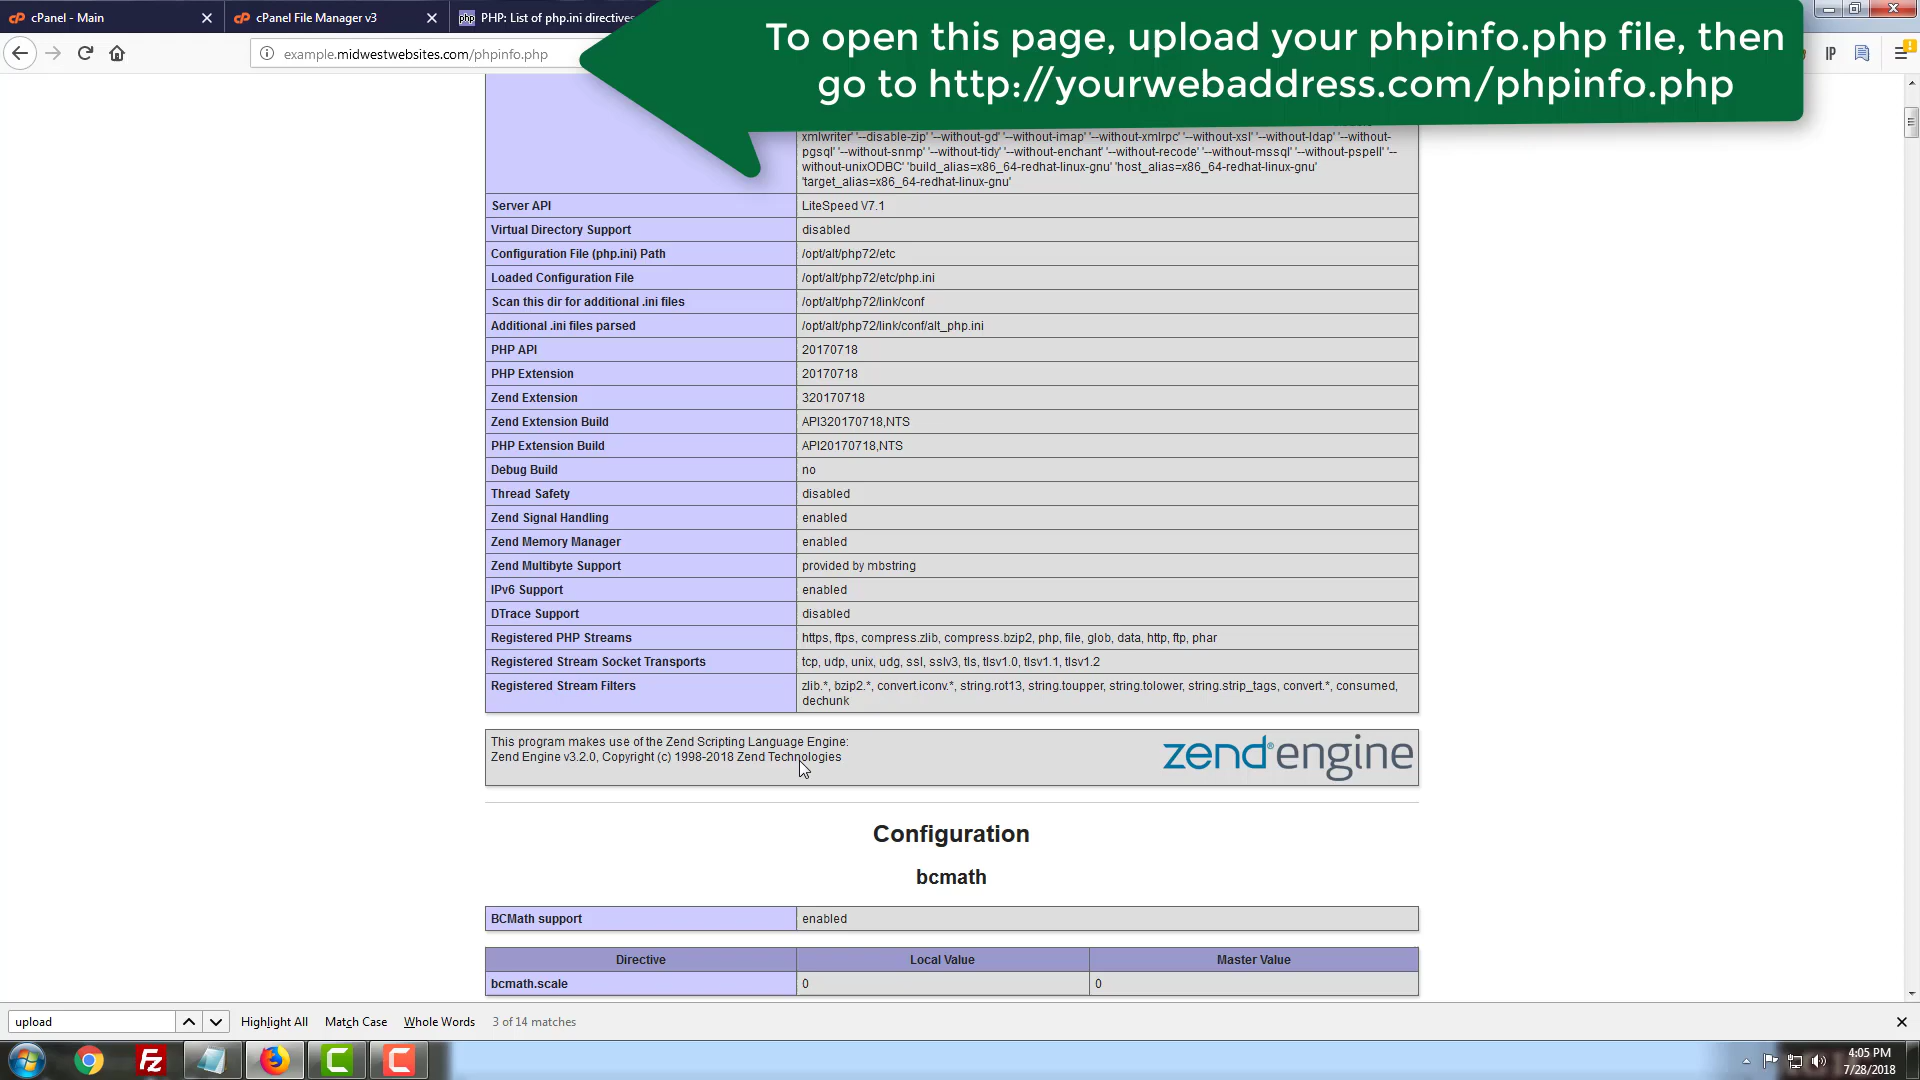 cPanel - Main
cPanel File Manager v3
php PHP: List of php.ini directives
example.midwestwebsites.com/phpinfo.php
To open this page, upload your phpinfo.php file, then
go to http://yourwebaddress.com/phpinfo.php
xmlwriter' '--disable-zip' '--without-gd' '--without-imap' '--without-xmlrpc' '--without-xsl' '--without-ldap' '--without-
pgsql' '--without-snmp' '--without-tidy' '--without-enchant' '--without-recode' '--without-mssql' '--without-pspell' '--
without-unixODBC' 'build_alias=x86_64-redhat-linux-gnu' 'host_alias=x86_64-redhat-linux-gnu'
'target_alias=x86_64-redhat-linux-gnu'
Server API LiteSpeed V7.1
Virtual Directory Support disabled
Configuration File (php.ini) Path /opt/alt/php72/etc
Loaded Configuration File /opt/alt/php72/etc/php.ini
Scan this dir for additional .ini files /opt/alt/php72/link/conf
Additional .ini files parsed /opt/alt/php72/link/conf/alt_php.ini
PHP API 20170718
PHP Extension 20170718
Zend Extension 320170718
Zend Extension Build API320170718,NTS
PHP Extension Build API20170718,NTS
Debug Build no
Thread Safety disabled
Zend Signal Handling enabled
Zend Memory Manager enabled
Zend Multibyte Support provided by mbstring
IPv6 Support enabled
DTrace Support disabled
Registered PHP Streams https, ftps, compress.zlib, compress.bzip2, php, file, glob, data, http, ftp, phar
Registered Stream Socket Transports tcp, udp, unix, udg, ssl, sslv3, tls, tlsv1.0, tlsv1.1, tlsv1.2
Registered Stream Filters zlib.*, bzip2.*, convert.iconv.*, string.rot13, string.toupper, string.tolower, string.strip_tags, convert.*, consumed,
dechunk
This program makes use of the Zend Scripting Language Engine:
Zend Engine v3.2.0, Copyright (c) 1998-2018 Zend Technologies
zend® engine
Configuration
bcmath
BCMath support enabled
Directive Local Value Master Value
bcmath.scale 0 0
upload Highlight All Match Case Whole Words 3 of 14 matches
4:05 PM
7/28/2018